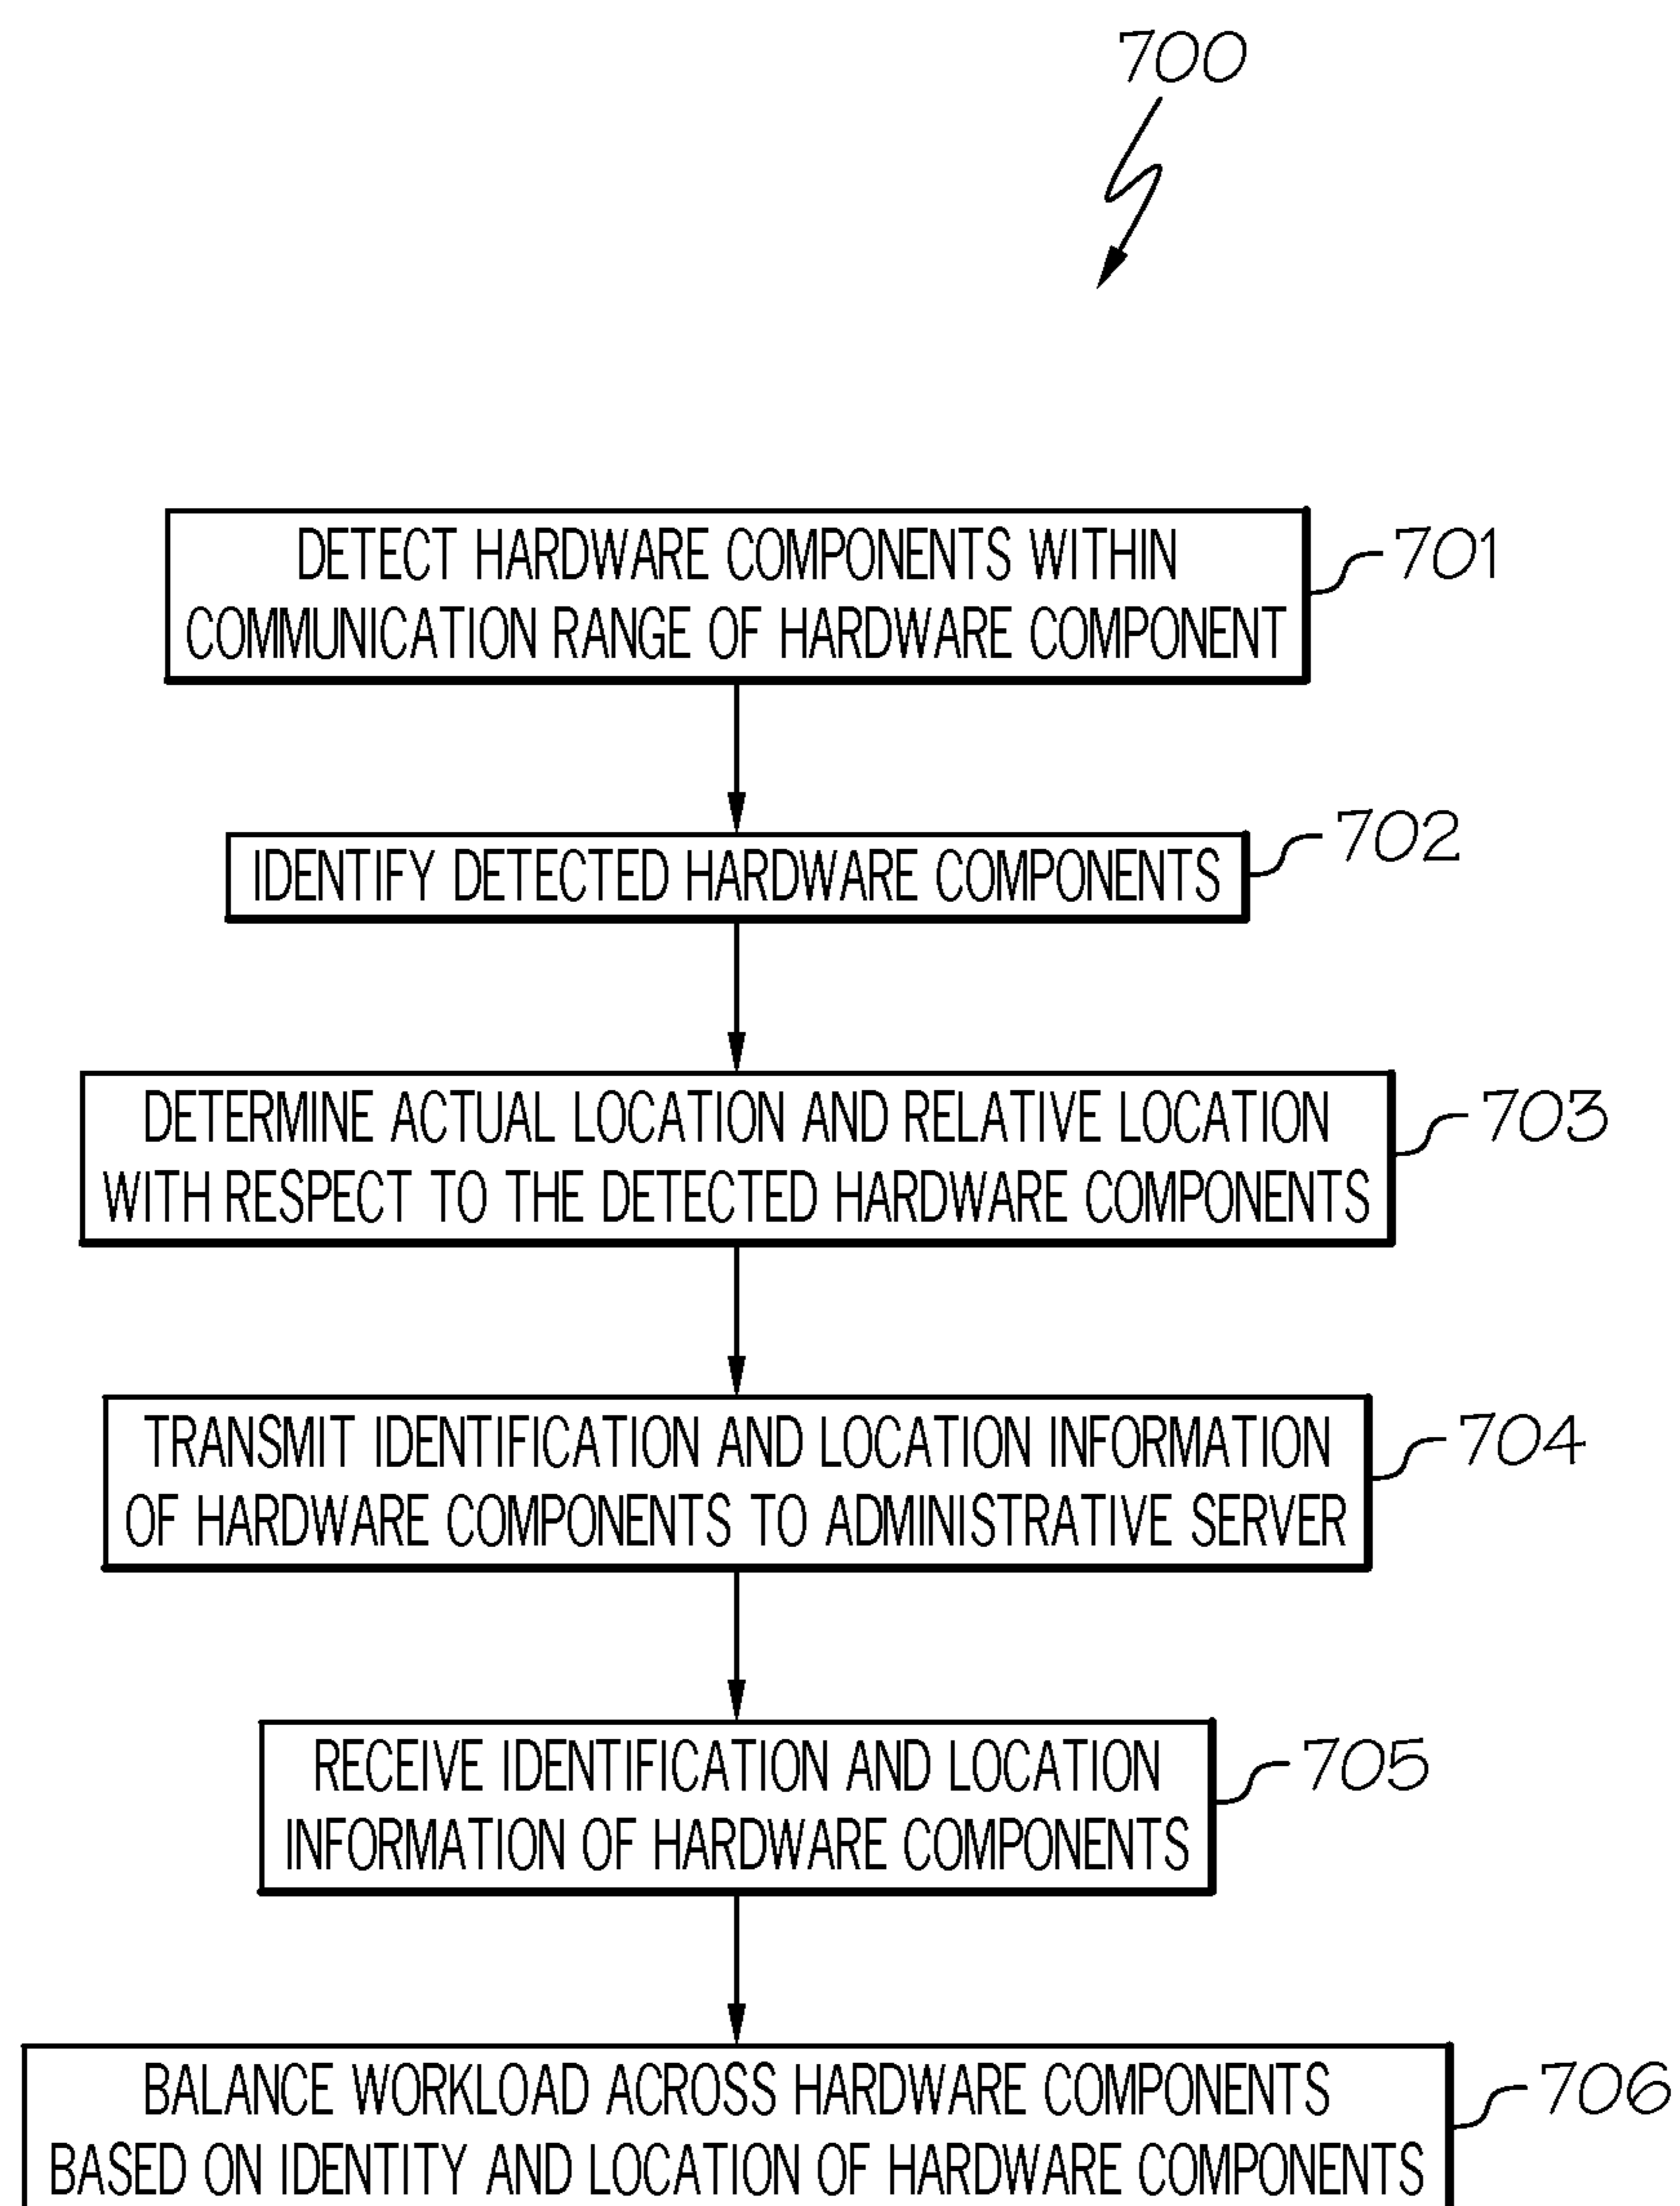 700
DETECT HARDWARE COMPONENTS WITHIN
COMMUNICATION RANGE OF HARDWARE COMPONENT
701
IDENTIFY DETECTED HARDWARE COMPONENTS
702
DETERMINE ACTUAL LOCATION AND RELATIVE LOCATION
WITH RESPECT TO THE DETECTED HARDWARE COMPONENTS
703
TRANSMIT IDENTIFICATION AND LOCATION INFORMATION
OF HARDWARE COMPONENTS TO ADMINISTRATIVE SERVER
704
RECEIVE IDENTIFICATION AND LOCATION
INFORMATION OF HARDWARE COMPONENTS
705
BALANCE WORKLOAD ACROSS HARDWARE COMPONENTS
BASED ON IDENTITY AND LOCATION OF HARDWARE COMPONENTS
706